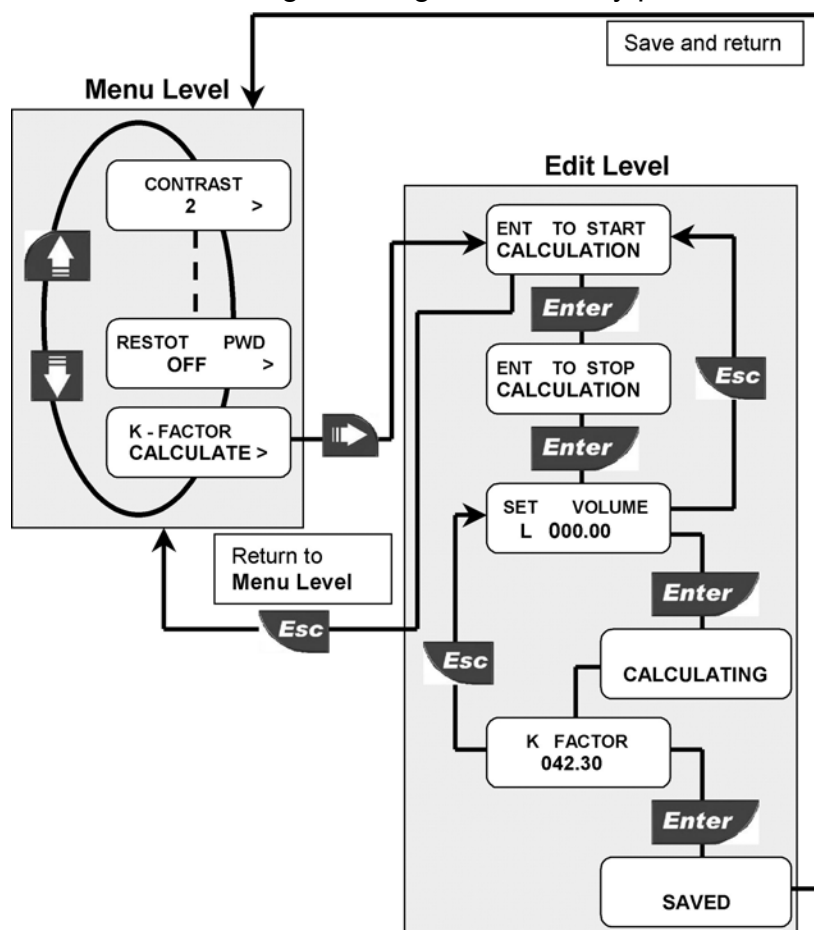 Save and return
Menu Level
CONTRAST
2 >
RESTOT PWD
OFF >
K - FACTOR
CALCULATE >
Return to
Menu Level
Esc
Edit Level
ENT TO START
CALCULATION
Enter
ENT TO STOP
CALCULATION
Esc
Enter
SET VOLUME
L 000.00
Enter
Esc
CALCULATING
K FACTOR
042.30
Enter
SAVED